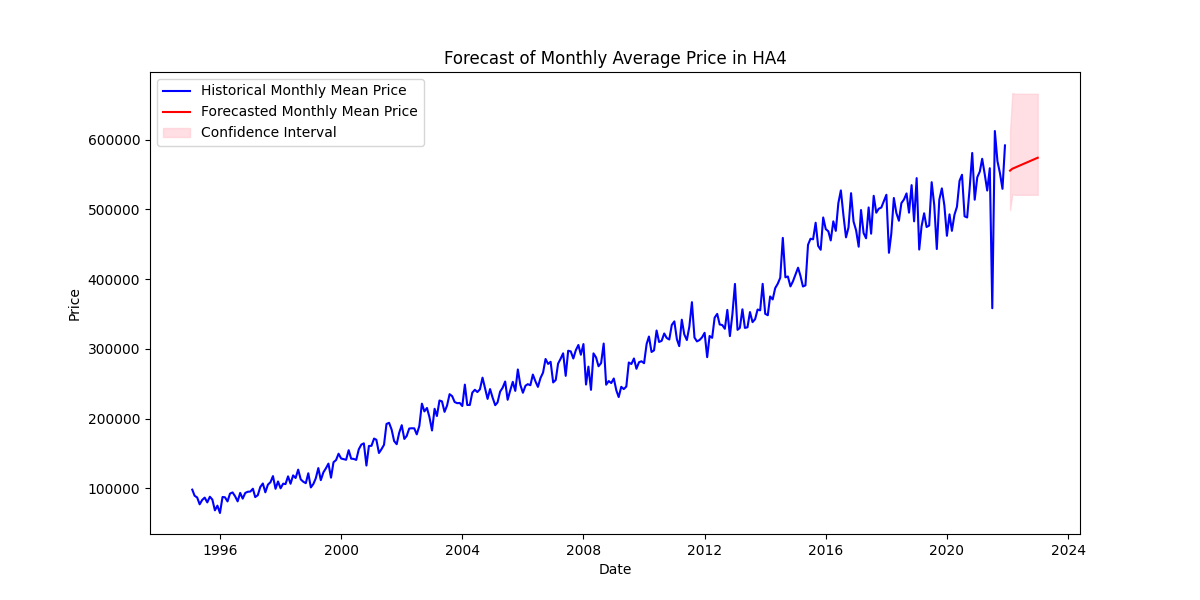 Forecast of Monthly Average Price in HA4
Historical Monthly Mean Price
Forecasted Monthly Mean Price
Confidence Interval
600000
500000
400000
300000
200000
100000
Price
1996 2000 2004 2008 2012 2016 2020 2024
Date